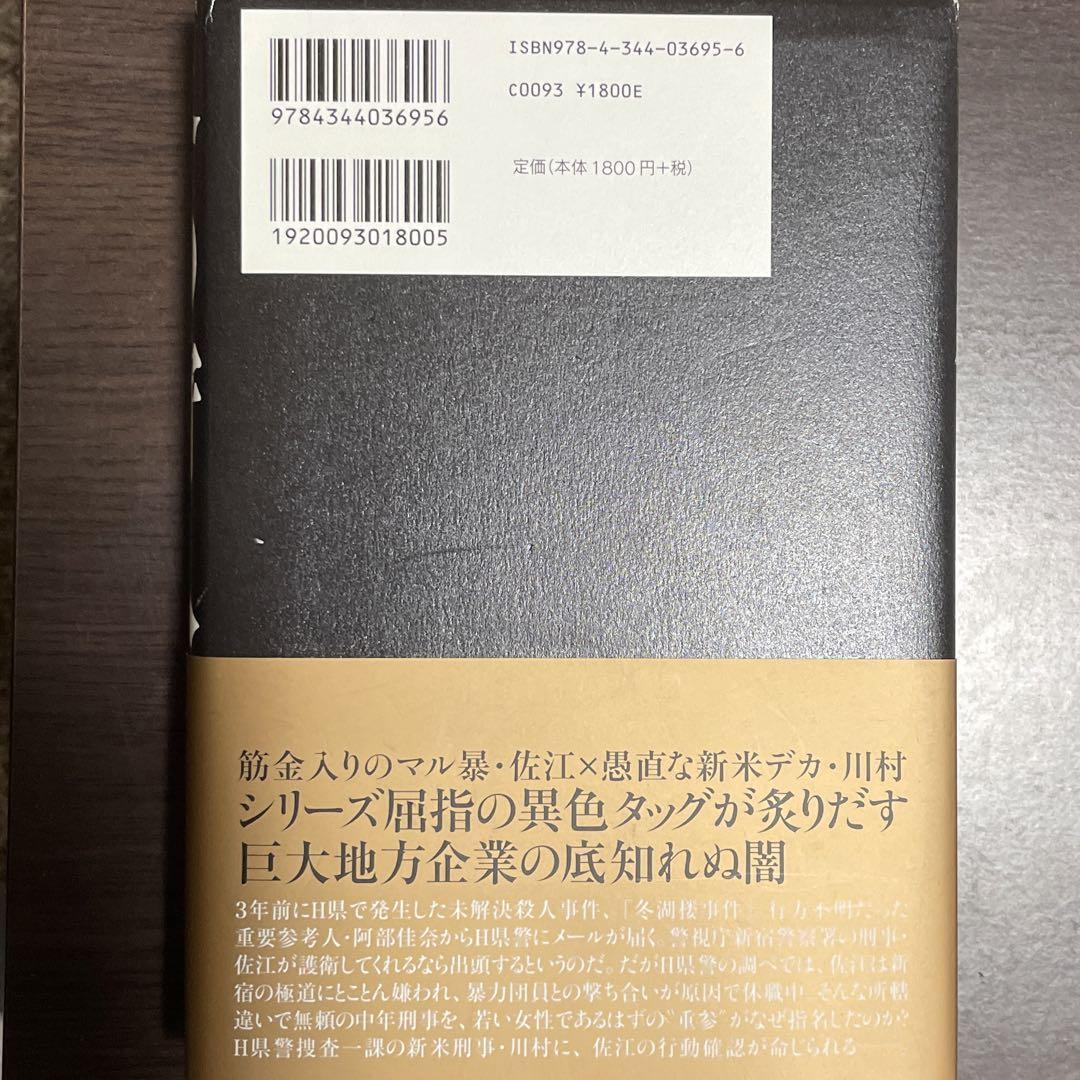 ISBN978-4-344-03695-6
C0093 ¥1800E
9784344036956
定価(本体1800円+税)
1920093018005
筋金入りのマル暴・佐江×愚直な新米デカ・川村
シリーズ屈指の異色タッグが炙りだす
巨大地方企業の底知れぬ闇
3年前にH県で発生した未解決殺人事件、「冬湖楼事件」。行方不明だった
重要参考人・阿部佳奈からH県警にメールが届く。警視庁新宿警察署の刑事・
佐江が護衛してくれるなら出頭するというのだ。だがH県警の調べでは、佐江は新
宿の極道にとことん嫌われ、暴力団員との撃ち合いが原因で休職中。そんな所轄
違いで無頼の中年刑事を、若い女性であるはずの“重参”がなぜ指名したのか?
H県警捜査一課の新米刑事・川村に、佐江の行動確認が命じられる——。